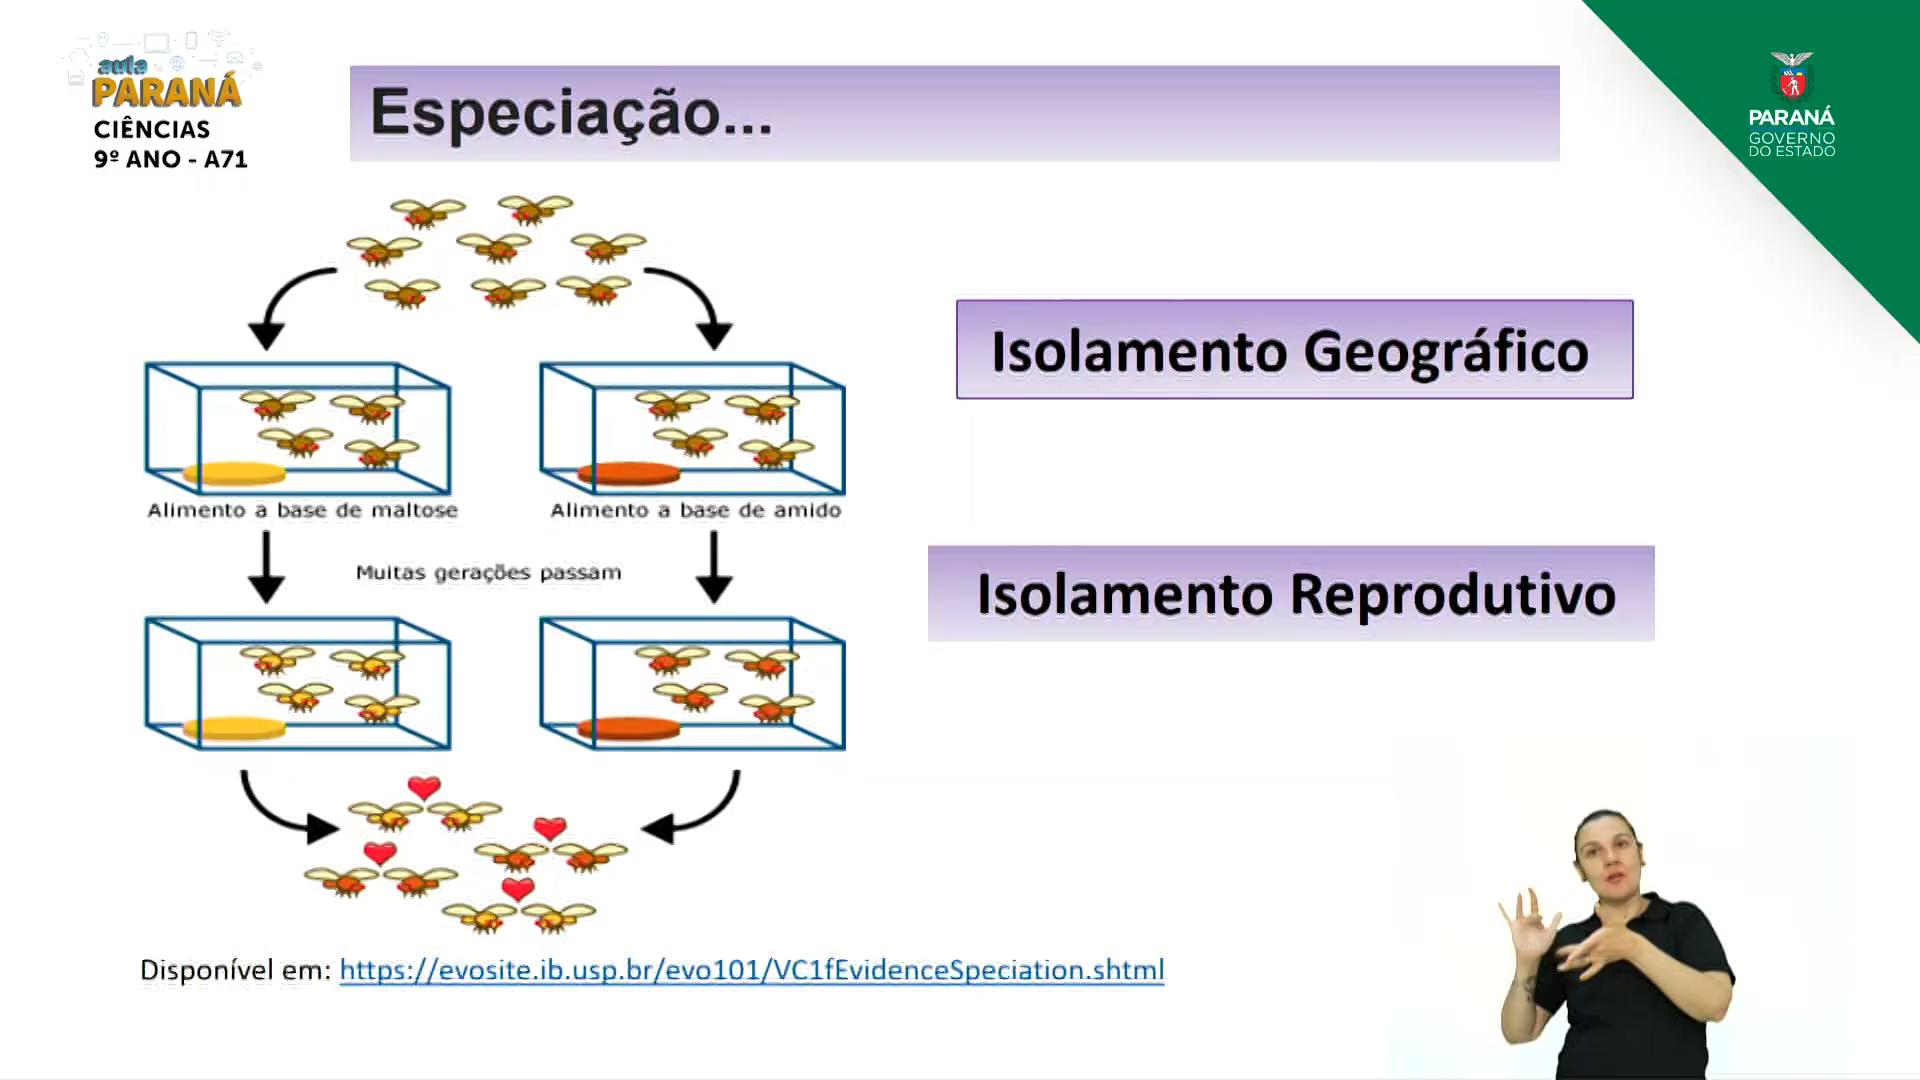 aula
PARANÁ
CIÊNCIAS
9º ANO - A71
Especiação...
PARANÁ
GOVERNO
DO ESTADO
Isolamento Geográfico
Alimento a base de maltose
Alimento a base de amido
Muitas gerações passam
Isolamento Reprodutivo
Disponível em: https://evosite.ib.usp.br/evo101/VC1fEvidenceSpeciation.shtml